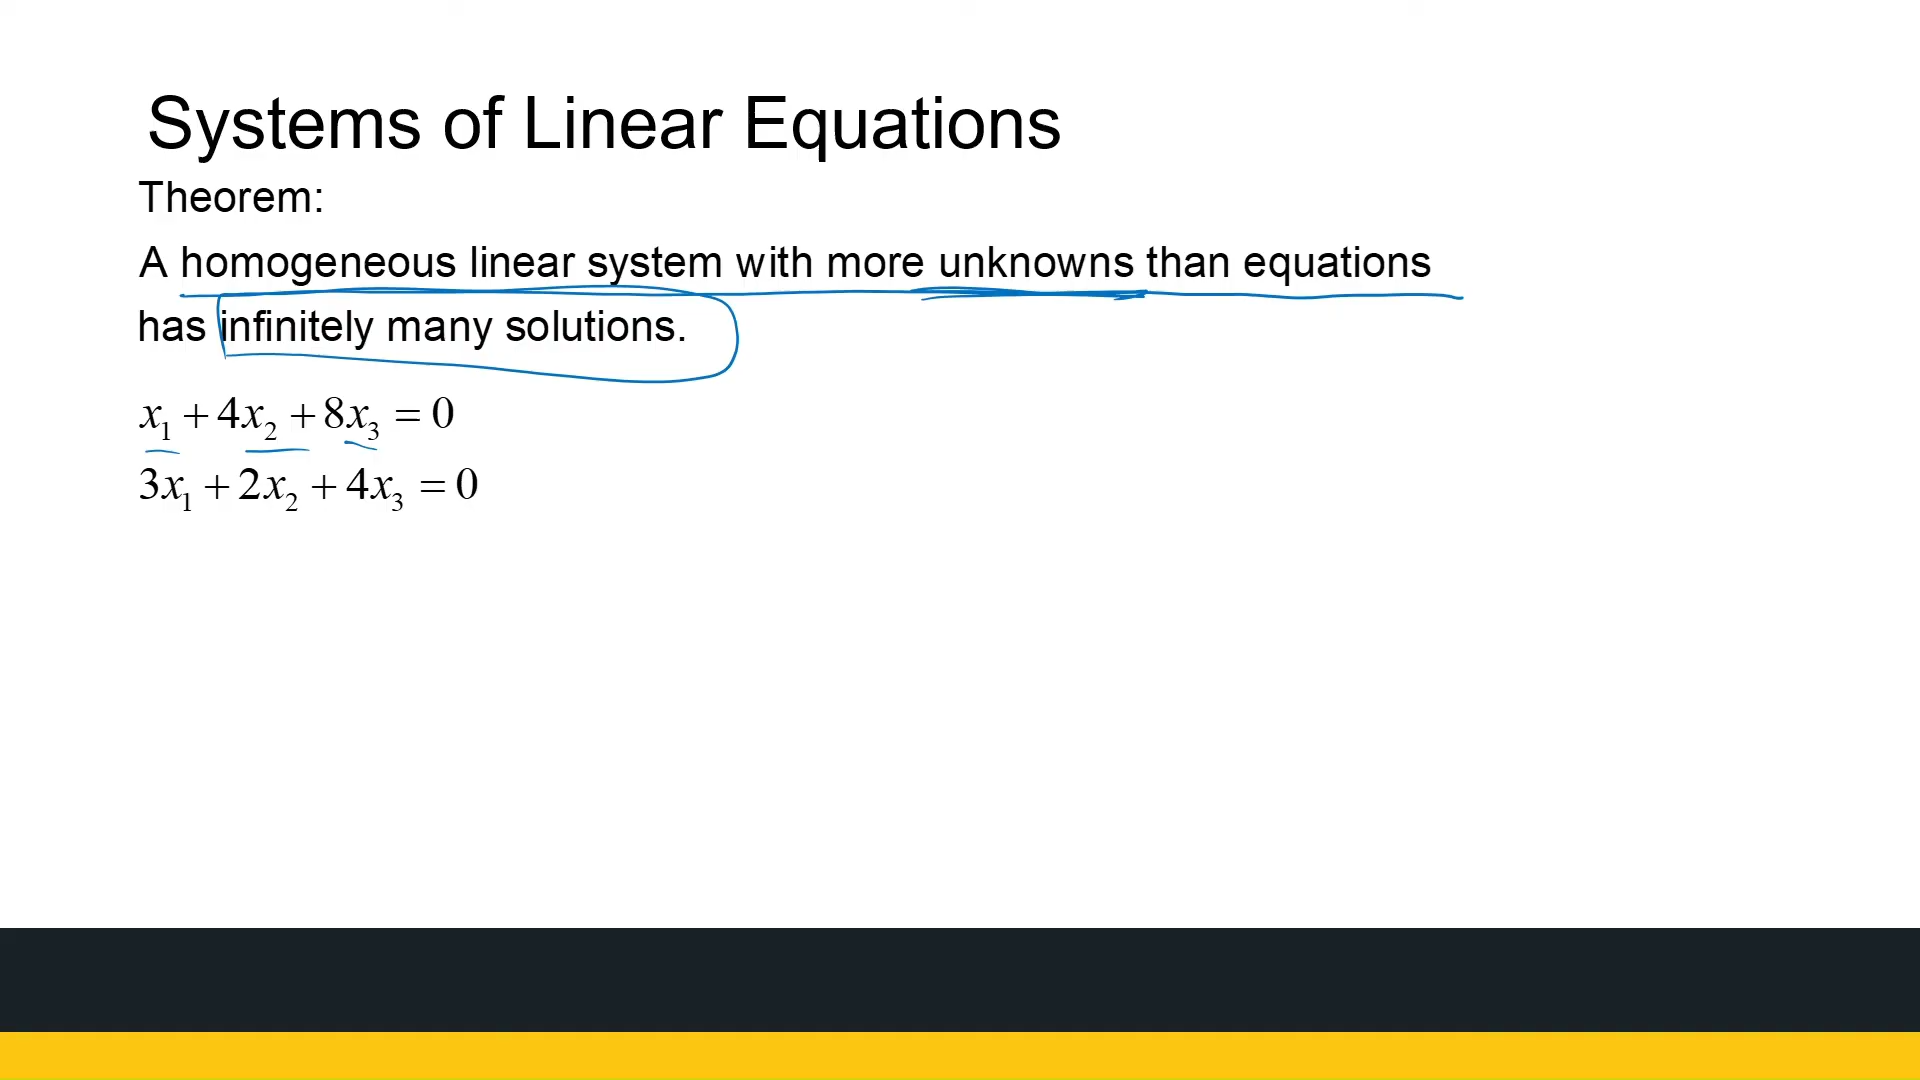 Systems of Linear Equations
Theorem:
A homogeneous linear system with more unknowns than equations
has infinitely many solutions.
x₁ + 4x₂ + 8x₃ = 0
3x₁ + 2x₂ + 4x₃ = 0